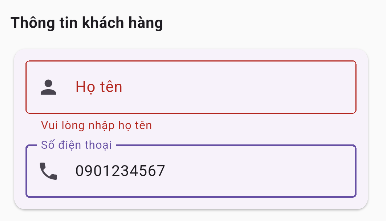 Thông tin khách hàng
Họ tên
Vui lòng nhập họ tên
Số điện thoại
0901234567